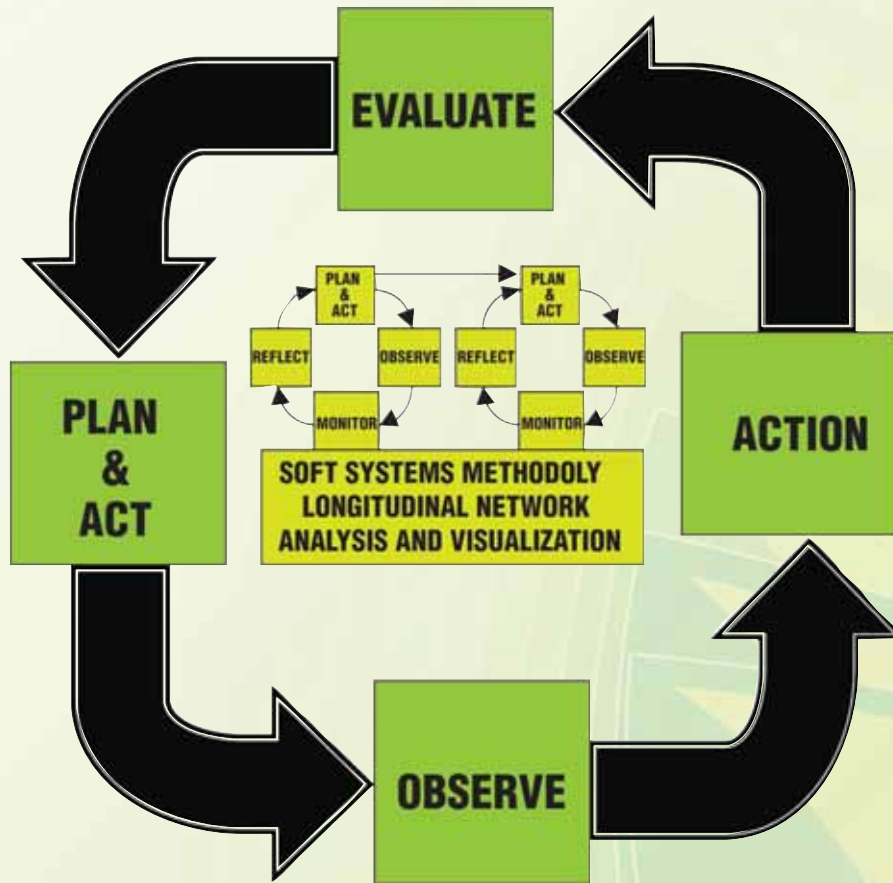 EVALUATE
PLAN
&
ACT
PLAN
&
ACT
REFLECT
OBSERVE
REFLECT
OBSERVE
MONITOR
MONITOR
PLAN
&
ACT
SOFT SYSTEMS METHODOLY
LONGITUDINAL NETWORK
ANALYSIS AND VISUALIZATION
ACTION
OBSERVE